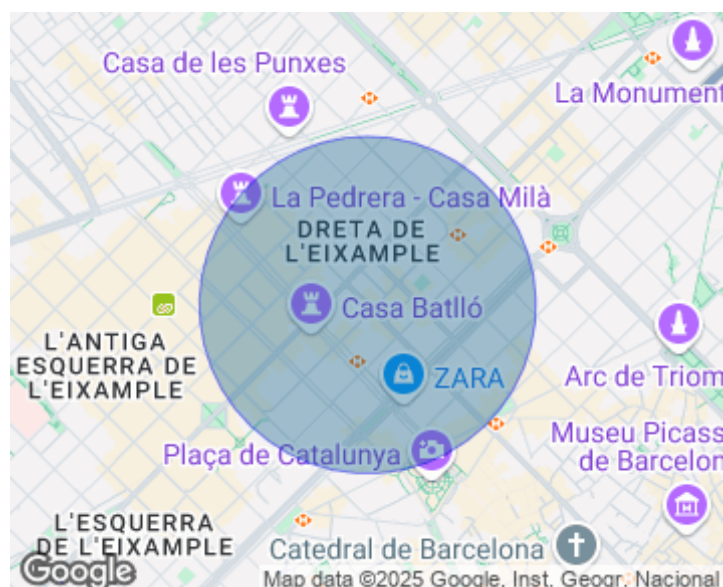 Casa de les Punxes
La Monument
La Pedrera - Casa Milà
DRETA DE
L'EIXAMPLE
Casa Batlló
L'ANTIGA
ESQUERRA DE
L'EIXAMPLE
ZARA
Arc de Triom
Museu Picass
de Barcelon
Plaça de Catalunya
L'ESQUERRA
DE L'EIXAMPLE
Catedral de Barcelona
Google
Map data ©2025 Google, Inst. Geogr. Nacional